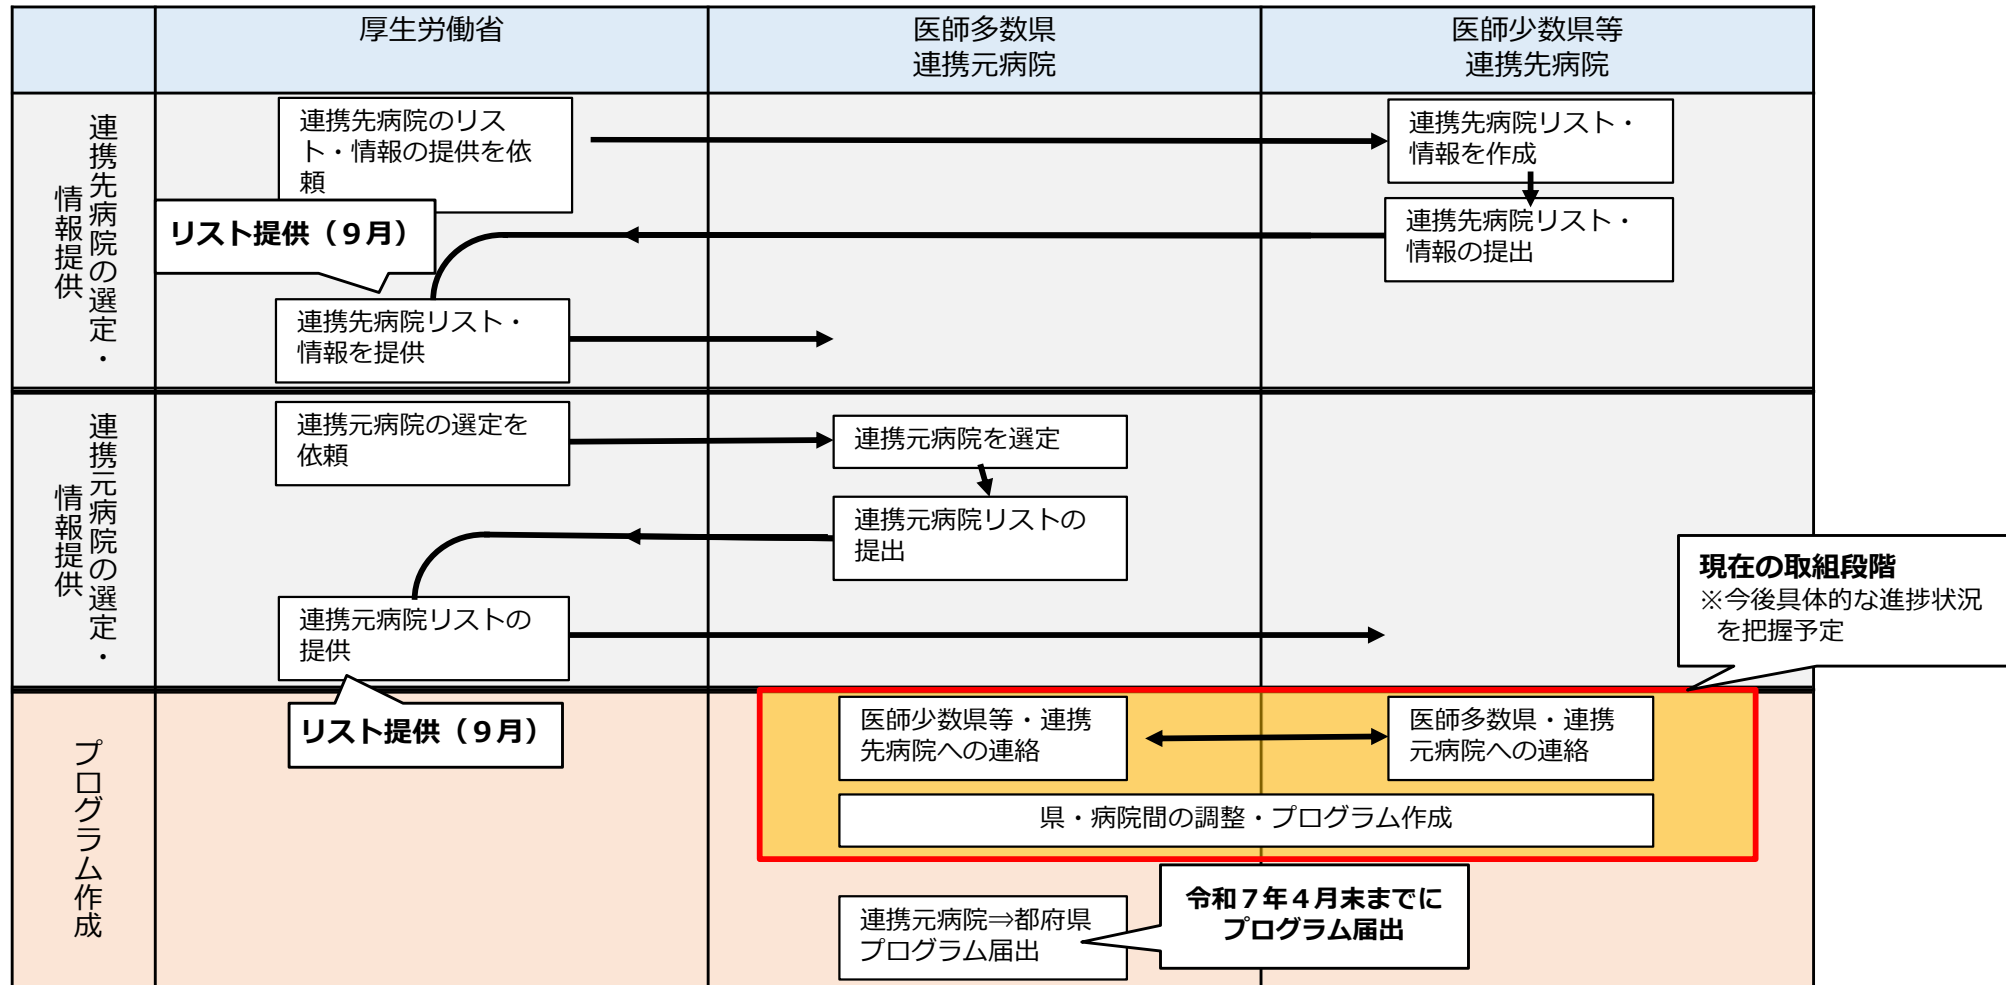 厚生労働省
医師多数県
連携元病院
医師少数県等
連携先病院
連携先病院の選定・
情報提供
連携先病院のリス
ト・情報の提供を依
頼
連携先病院リスト・
情報を作成
リスト提供（９月）
連携先病院リスト・
情報の提出
連携先病院リスト・
情報を提供
連携元病院の選定・
情報提供
連携元病院の選定を
依頼
連携元病院を選定
連携元病院リストの
提出
連携元病院リストの
提供
現在の取組段階
※今後具体的な進捗状況
を把握予定
リスト提供（９月）
プログラム作成
医師少数県等・連携
先病院への連絡
医師多数県・連携
元病院への連絡
県・病院間の調整・プログラム作成
連携元病院⇒都府県
プログラム届出
令和７年４月末までに
プログラム届出